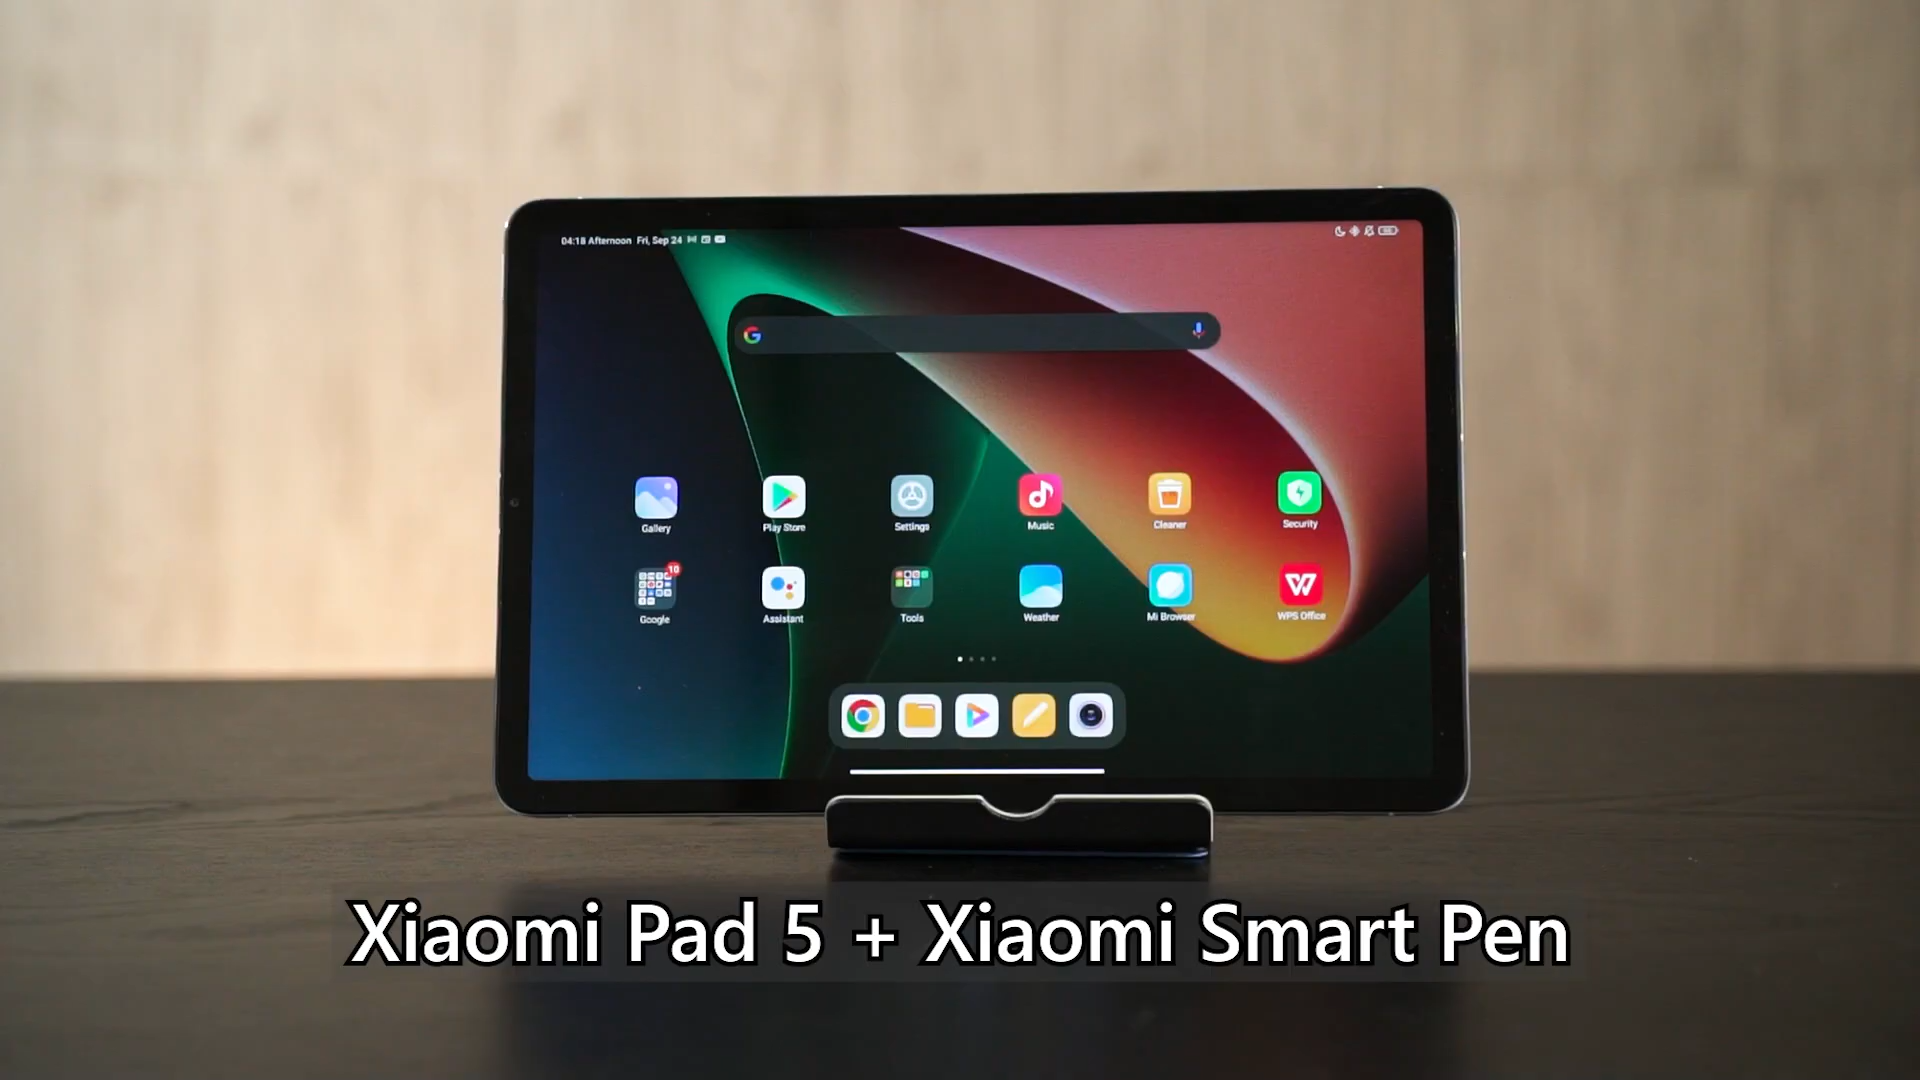 04:18 Afternoon Fri, Sep 24
Gallery
Play Store
Settings
Music
Cleaner
Security
10
Google
Assistant
Tools
Weather
Mi Browser
WPS Office
Xiaomi Pad 5 + Xiaomi Smart Pen